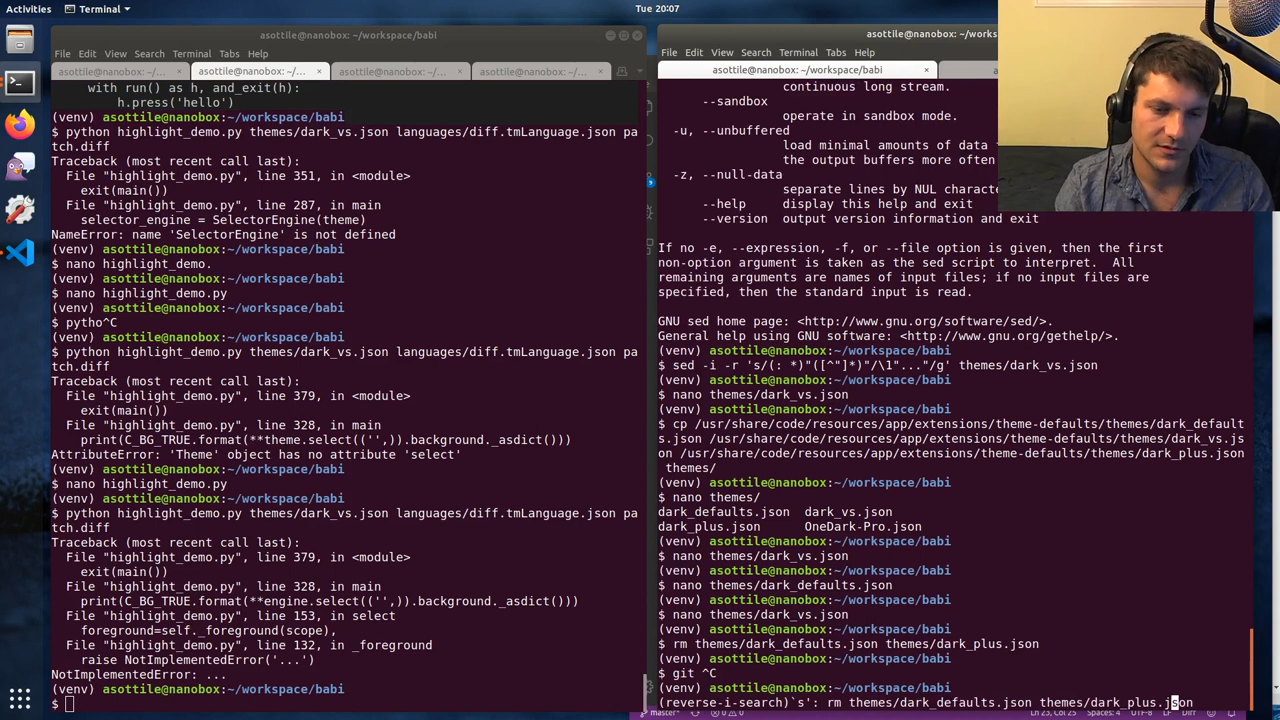 Activities
Terminal
Tue 20:07
asottile@nanobox: ~/workspace/babi
File Edit View Search Terminal Tabs Help
asottile@nanobox: ~/...
asottile@nanobox: ~/...
asottile@nanobox: ~/...
asottile@nanobox: ~/...
with run() as h, and_exit(h):
h.press('hello')
(venv) asottile@nanobox:~/workspace/babi
$ python highlight_demo.py themes/dark_vs.json languages/diff.tmLanguage.json pa
tch.diff
Traceback (most recent call last):
File "highlight_demo.py", line 351, in <module>
exit(main())
File "highlight_demo.py", line 287, in main
selector_engine = SelectorEngine(theme)
NameError: name 'SelectorEngine' is not defined
(venv) asottile@nanobox:~/workspace/babi
$ nano highlight_demo.
(venv) asottile@nanobox:~/workspace/babi
$ nano highlight_demo.py
(venv) asottile@nanobox:~/workspace/babi
$ pytho^C
(venv) asottile@nanobox:~/workspace/babi
$ python highlight_demo.py themes/dark_vs.json languages/diff.tmLanguage.json pa
tch.diff
Traceback (most recent call last):
File "highlight_demo.py", line 379, in <module>
exit(main())
File "highlight_demo.py", line 328, in main
print(C_BG_TRUE.format(**theme.select(('',)).background._asdict()))
AttributeError: 'Theme' object has no attribute 'select'
(venv) asottile@nanobox:~/workspace/babi
$ nano highlight_demo.py
(venv) asottile@nanobox:~/workspace/babi
$ python highlight_demo.py themes/dark_vs.json languages/diff.tmLanguage.json pa
tch.diff
Traceback (most recent call last):
File "highlight_demo.py", line 379, in <module>
exit(main())
File "highlight_demo.py", line 328, in main
print(C_BG_TRUE.format(**engine.select(('',)).background._asdict()))
File "highlight_demo.py", line 153, in select
foreground=self._foreground(scope),
File "highlight_demo.py", line 132, in _foreground
raise NotImplementedError('...')
NotImplementedError: ...
(venv) asottile@nanobox:~/workspace/babi
$
asottile@nanobox: ~/works
File Edit View Search Terminal Tabs Help
asottile@nanobox: ~/workspace/babi
continuous long stream.
--sandbox
operate in sandbox mode.
-u, --unbuffered
load minimal amounts of data
the output buffers more often
-z, --null-data
separate lines by NUL characte
--help display this help and exit
--version output version information and exit
If no -e, --expression, -f, or --file option is given, then the first
non-option argument is taken as the sed script to interpret. All
remaining arguments are names of input files; if no input files are
specified, then the standard input is read.
GNU sed home page: <http://www.gnu.org/software/sed/>.
General help using GNU software: <http://www.gnu.org/gethelp/>.
(venv) asottile@nanobox:~/workspace/babi
$ sed -i -r 's/(: *)"([^"]*)"/\1"..."/g' themes/dark_vs.json
(venv) asottile@nanobox:~/workspace/babi
$ nano themes/dark_vs.json
(venv) asottile@nanobox:~/workspace/babi
$ cp /usr/share/code/resources/app/extensions/theme-defaults/themes/dark_default
s.json /usr/share/code/resources/app/extensions/theme-defaults/themes/dark_vs.js
on /usr/share/code/resources/app/extensions/theme-defaults/themes/dark_plus.json
themes/
(venv) asottile@nanobox:~/workspace/babi
$ nano themes/
dark_defaults.json dark_vs.json
dark_plus.json OneDark-Pro.json
(venv) asottile@nanobox:~/workspace/babi
$ nano themes/dark_vs.json
(venv) asottile@nanobox:~/workspace/babi
$ nano themes/dark_defaults.json
(venv) asottile@nanobox:~/workspace/babi
$ nano themes/dark_vs.json
(venv) asottile@nanobox:~/workspace/babi
$ rm themes/dark_defaults.json themes/dark_plus.json
(venv) asottile@nanobox:~/workspace/babi
$ git ^C
(venv) asottile@nanobox:~/workspace/babi
(reverse-i-search)`s': rm themes/dark_defaults.json themes/dark_plus.json